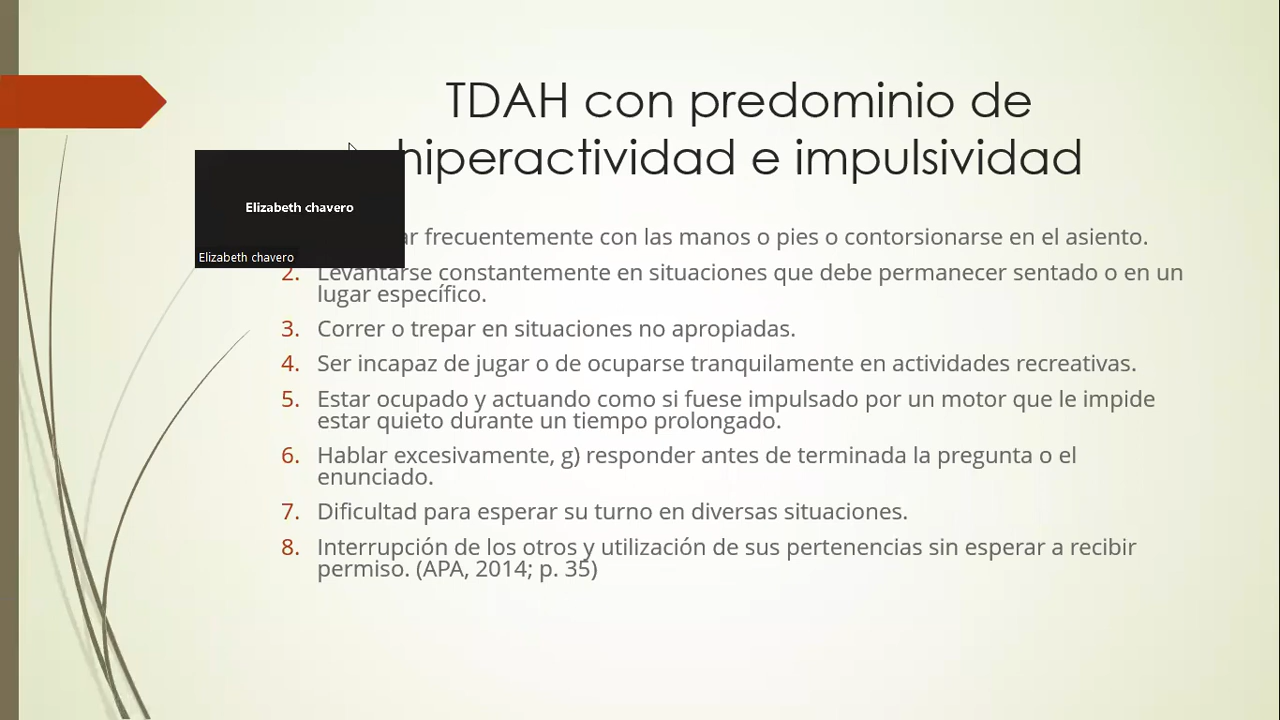 TDAH con predominio de
hiperactividad e impulsividad
Elizabeth chavero
Elizabeth chavero
frecuentemente con las manos o pies o contorsionarse en el asiento.
2. Levantarse constantemente en situaciones que debe permanecer sentado o en un
lugar específico.
3. Correr o trepar en situaciones no apropiadas.
4. Ser incapaz de jugar o de ocuparse tranquilamente en actividades recreativas.
5. Estar ocupado y actuando como si fuese impulsado por un motor que le impide
estar quieto durante un tiempo prolongado.
6. Hablar excesivamente, g) responder antes de terminada la pregunta o el
enunciado.
7. Dificultad para esperar su turno en diversas situaciones.
8. Interrupción de los otros y utilización de sus pertenencias sin esperar a recibir
permiso. (APA, 2014; p. 35)